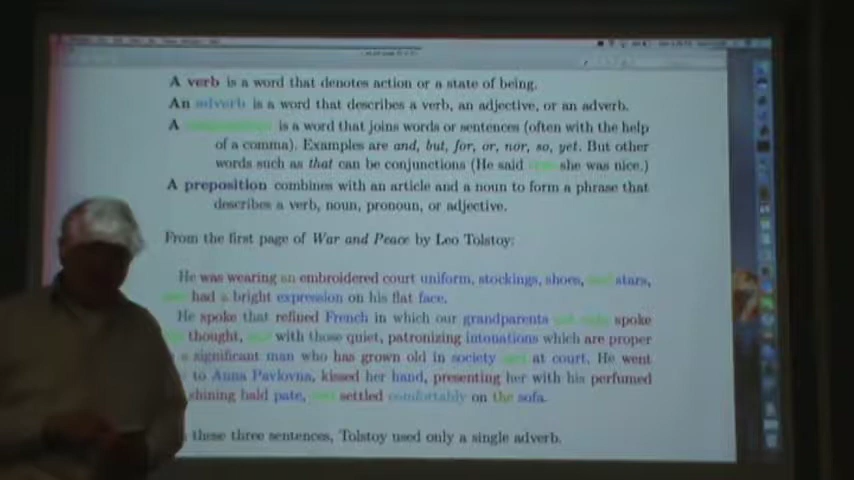 A verb is a word that denotes action or a state of being.
An adverb is a word that describes a verb, an adjective, or an adverb.
A is a word that joins words or sentences (often with the help
of a comma). Examples are and, but, for, or, nor, so, yet. But other
words such as that can be conjunctions (He said she was nice.)
A preposition combines with an article and a noun to form a phrase that
describes a verb, noun, pronoun, or adjective.
From the first page of War and Peace by Leo Tolstoy:
He was wearing an embroidered court uniform, stockings, shoes, and stars,
had a bright expression on his flat face.
He spoke that refined French in which our grandparents not only spoke
thought, and with those quiet, patronizing intonations which are proper
a significant man who has grown old in society and at court. He went
to Anna Pavlovna, kissed her hand, presenting her with his perfumed
shining bald pate, and settled comfortably on the sofa.
these three sentences, Tolstoy used only a single adverb.